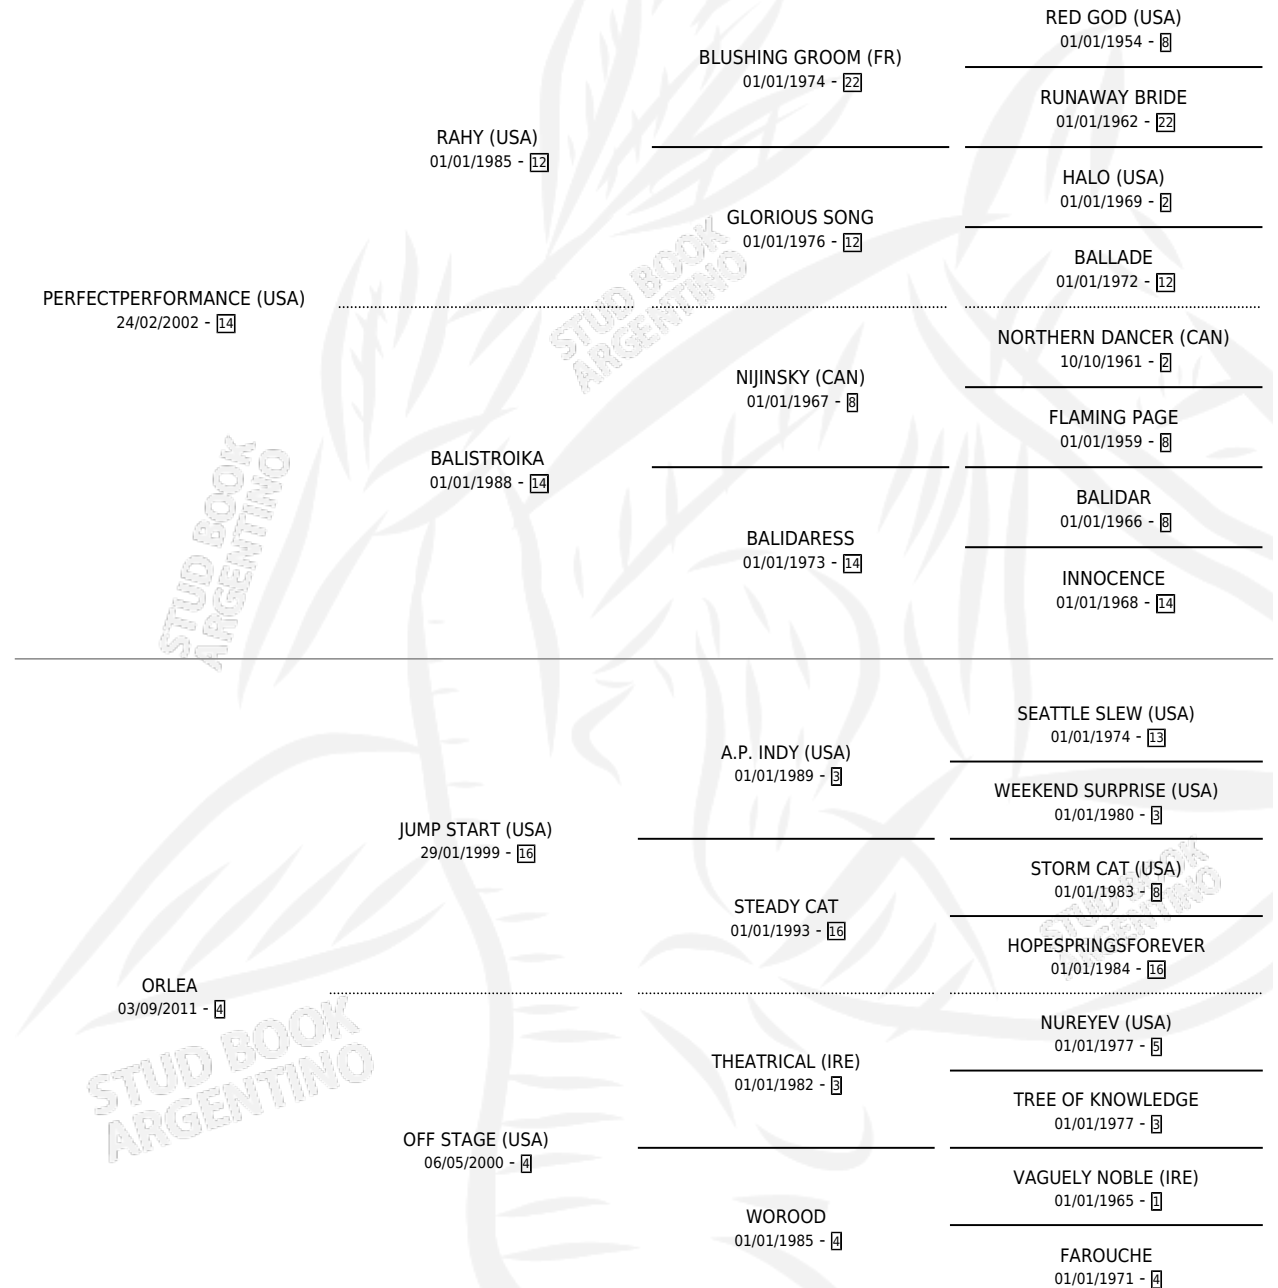 RED GOD (USA)
01/01/1954 - 8
BLUSHING GROOM (FR)
01/01/1974 - 22
RUNAWAY BRIDE
01/01/1962 - 22
RAHY (USA)
01/01/1985 - 12
HALO (USA)
01/01/1969 - 2
GLORIOUS SONG
01/01/1976 - 12
BALLADE
01/01/1972 - 12
PERFECTPERFORMANCE (USA)
24/02/2002 - 14
STUD BOOK
ARGENTINO
NORTHERN DANCER (CAN)
10/10/1961 - 2
NIJINSKY (CAN)
01/01/1967 - 8
FLAMING PAGE
01/01/1959 - 8
BALISTROIKA
01/01/1988 - 14
BALIDAR
01/01/1966 - 8
BALIDARESS
01/01/1973 - 14
INNOCENCE
01/01/1968 - 14
STUD BOOK
ARGENTINO
SEATTLE SLEW (USA)
01/01/1974 - 13
A.P. INDY (USA)
01/01/1989 - 3
WEEKEND SURPRISE (USA)
01/01/1980 - 3
JUMP START (USA)
29/01/1999 - 16
STORM CAT (USA)
01/01/1983 - 8
STEADY CAT
01/01/1993 - 16
STUD BOOK
ARGENTINO
HOPESPRINGSFOREVER
01/01/1984 - 16
ORLEA
03/09/2011 - 4
STUD BOOK
ARGENTINO
NUREYEV (USA)
01/01/1977 - 5
THEATRICAL (IRE)
01/01/1982 - 3
TREE OF KNOWLEDGE
01/01/1977 - 3
OFF STAGE (USA)
06/05/2000 - 4
VAGUELY NOBLE (IRE)
01/01/1965 - 1
WOROOD
01/01/1985 - 4
FAROUCHE
01/01/1971 - 4